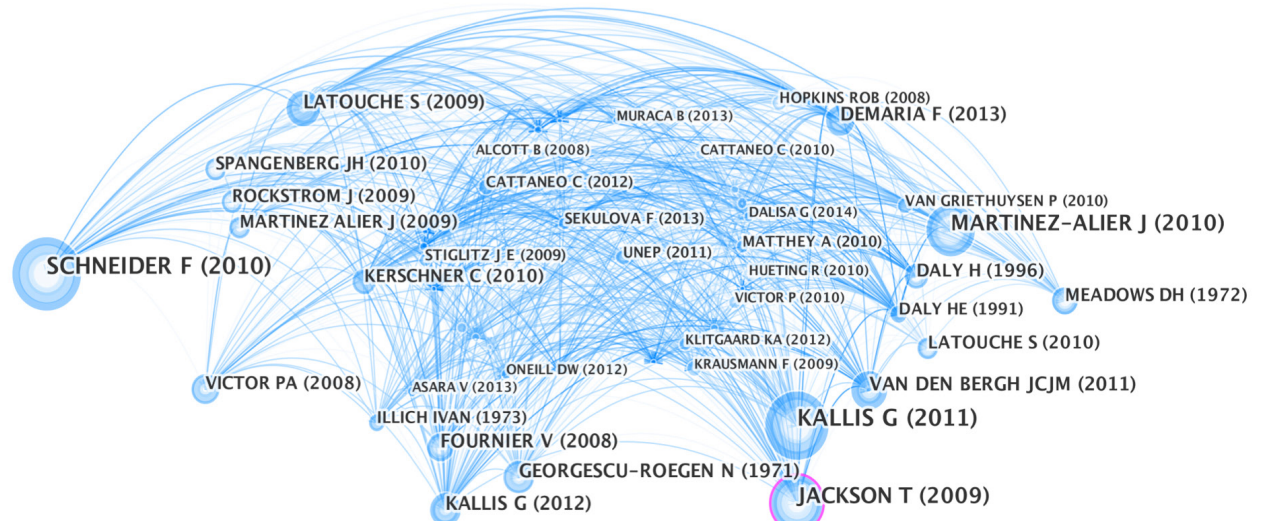 HOPKINS ROB (2008)
LATOUCHE S (2009)
DEMARIA F (2013)
MURACA B (2013)
ALCOTT B (2008)
CATTANEO C (2010)
SPANGENBERG JH (2010)
CATTANEO C (2012)
ROCKSTROM J (2009)
VAN GRIETHUYSEN P (2010)
DALISA G (2014)
MARTINEZ ALIER J (2009)
SEKULOVA F (2013)
MARTINEZ-ALIER J (2010)
MATTHEY A (2010)
STIGLITZ J E (2009)
UNEP (2011)
SCHNEIDER F (2010)
KERSCHNER C (2010)
HUETING R (2010)
DALY H (1996)
VICTOR P (2010)
MEADOWS DH (1972)
DALY HE (1991)
KLITGAARD KA (2012)
LATOUCHE S (2010)
KRAUSMANN F (2009)
ONEILL DW (2012)
VICTOR PA (2008)
ASARA V (2013)
VAN DEN BERGH JCJM (2011)
ILLICH IVAN (1973)
KALLIS G (2011)
FOURNIER V (2008)
GEORGESCU-ROEGEN N (1971)
JACKSON T (2009)
KALLIS G (2012)